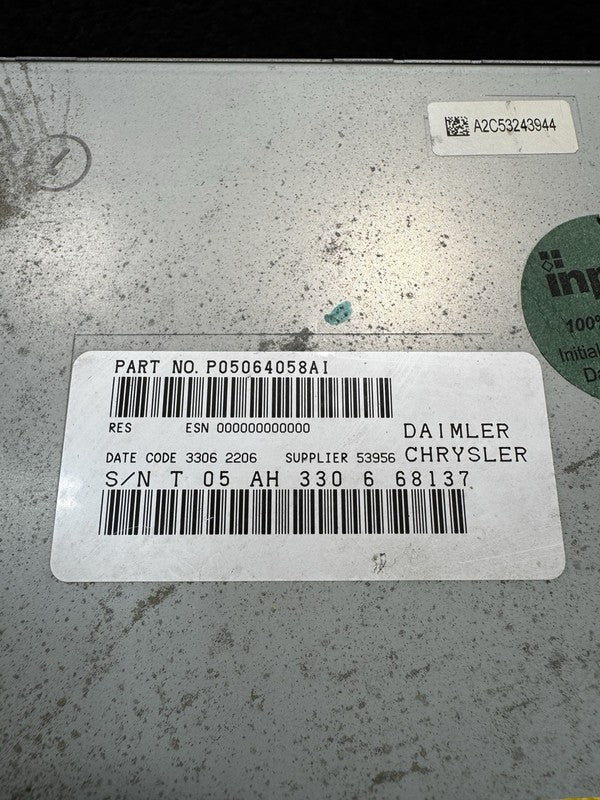 A2C53243944
inp
100%
Initial
Da
PART NO. P05064058AI
RES ESN 000000000000
DAIMLER
DATE CODE 3306 2206 SUPPLIER 53956 CHRYSLER
S/N T 05 AH 330 6 68137